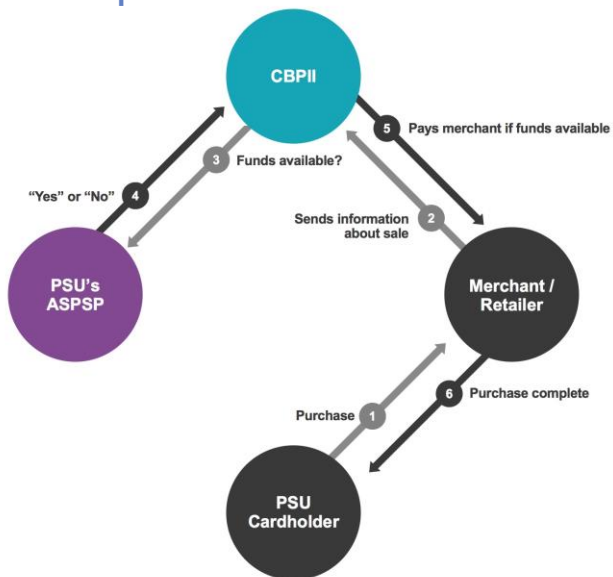 CBPII
5
Pays merchant if funds available
3
Funds available?
4
“Yes” or “No”
2
Sends information
about sale
PSU’s
ASPSP
Merchant /
Retailer
6
Purchase complete
1
Purchase
PSU
Cardholder